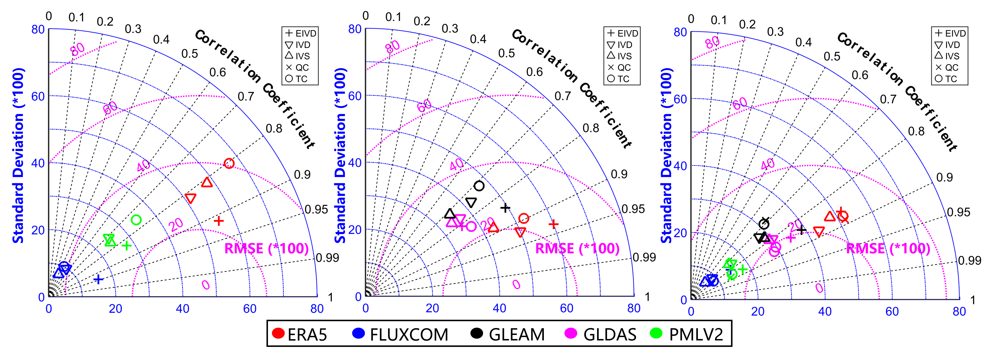 0 0.1 0.2 0.3 0.4 0.5 0.6 0.7 0.8 0.9 0.95 0.99 1
Correlation Coefficient
Standard Deviation (*100)
80
60
40
20
0
0 20 40 60 80
80
60
40
20
0
RMSE (*100)
EIVD
IVD
IVS
QC
TC
0 0.1 0.2 0.3 0.4 0.5 0.6 0.7 0.8 0.9 0.95 0.99 1
Correlation Coefficient
Standard Deviation (*100)
80
60
40
20
0
0 20 40 60 80
80
60
40
20
0
RMSE (*100)
EIVD
IVD
IVS
QC
TC
0 0.1 0.2 0.3 0.4 0.5 0.6 0.7 0.8 0.9 0.95 0.99 1
Correlation Coefficient
Standard Deviation (*100)
80
60
40
20
0
0 20 40 60 80
80
60
40
20
0
RMSE (*100)
EIVD
IVD
IVS
QC
TC
ERA5 FLUXCOM GLEAM GLDAS PMLV2